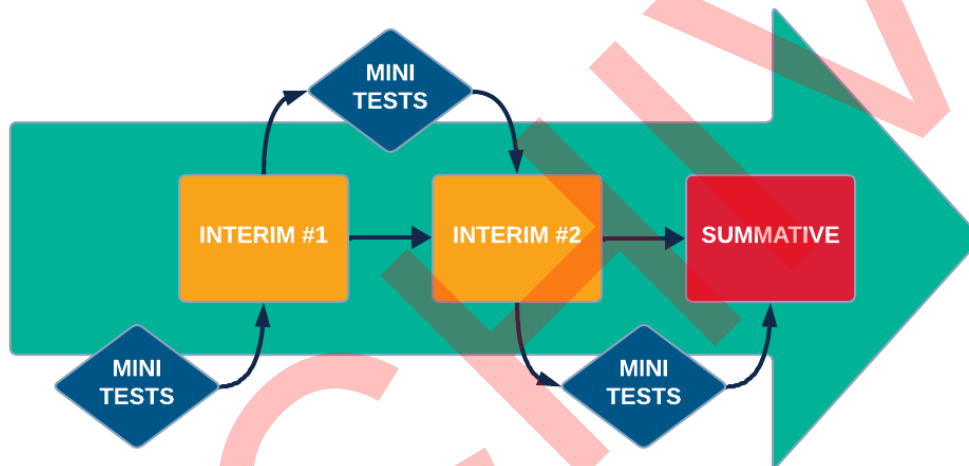 MINI
TESTS
INTERIM #1
INTERIM #2
SUMMATIVE
MINI
TESTS
MINI
TESTS